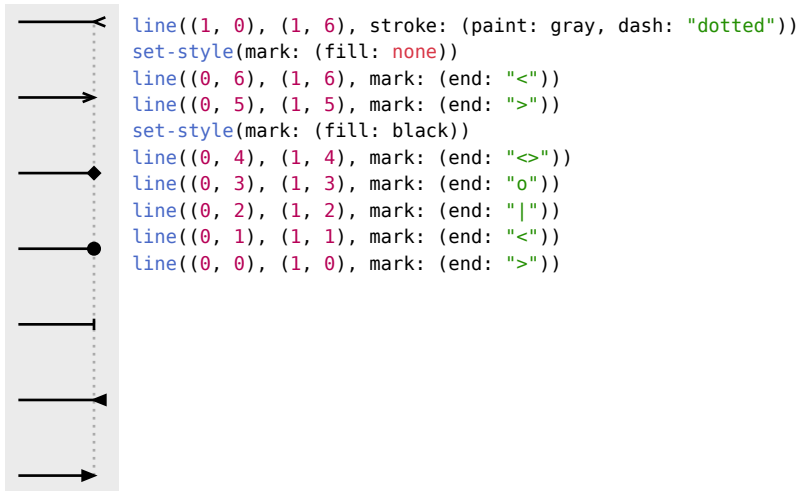 line((1, 0), (1, 6), stroke: (paint: gray, dash: "dotted"))
set-style(mark: (fill: none))
line((0, 6), (1, 6), mark: (end: "<"))
line((0, 5), (1, 5), mark: (end: ">"))
set-style(mark: (fill: black))
line((0, 4), (1, 4), mark: (end: "<>"))
line((0, 3), (1, 3), mark: (end: "o"))
line((0, 2), (1, 2), mark: (end: "|"))
line((0, 1), (1, 1), mark: (end: "<"))
line((0, 0), (1, 0), mark: (end: ">"))